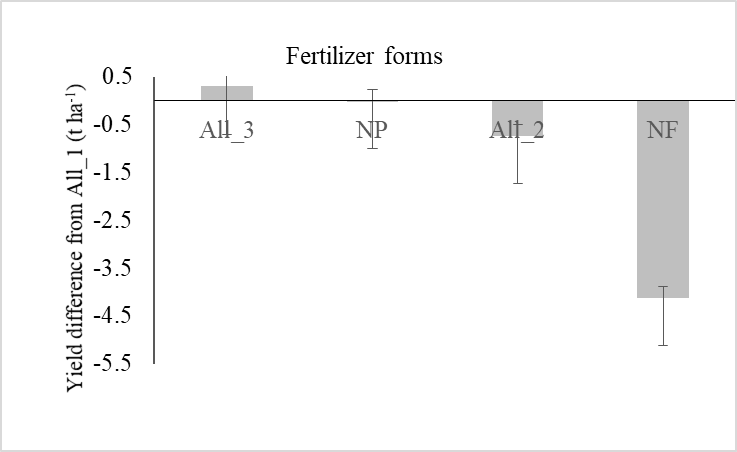 Fertilizer forms
Yield difference from All_1 (t ha-1)
0.5
-0.5
-1.5
-2.5
-3.5
-4.5
-5.5
All_3 NP All_2 NF